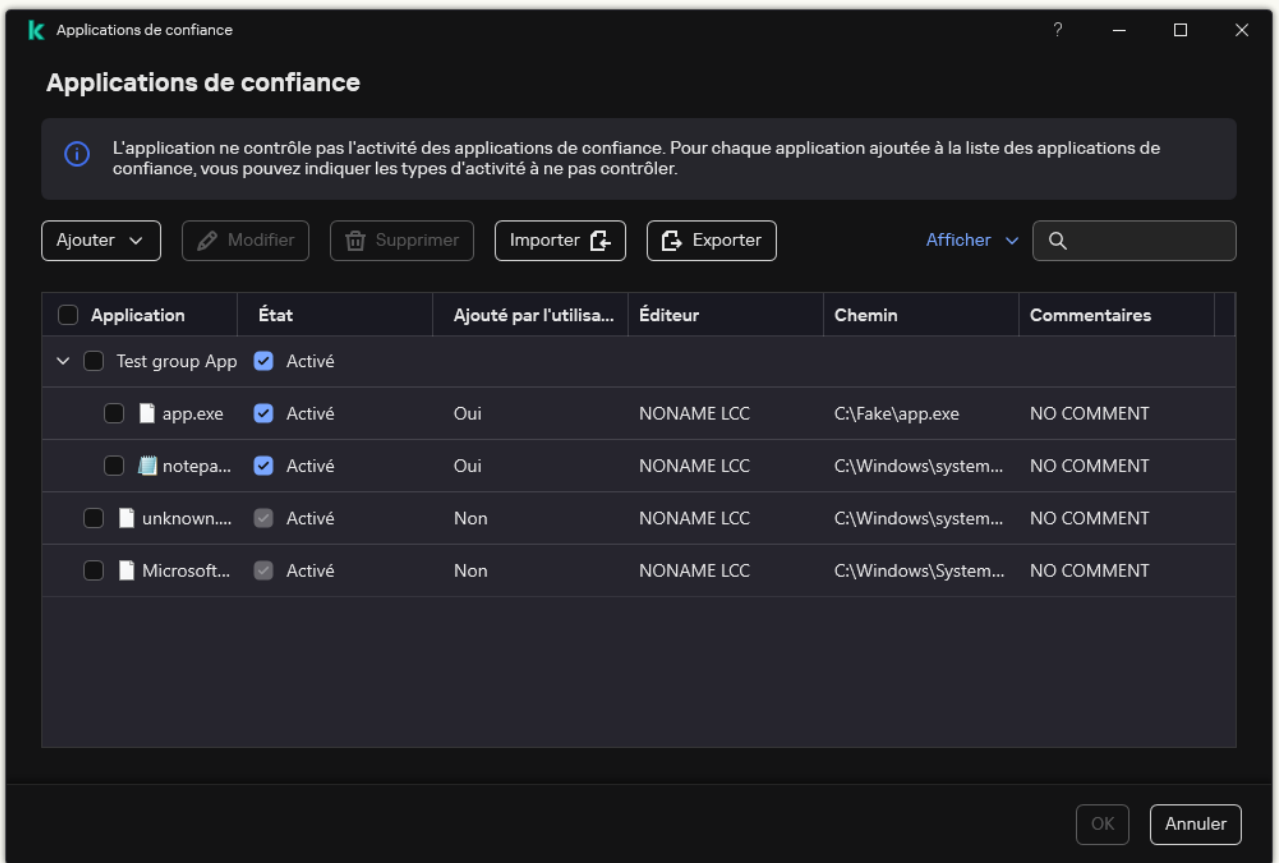 Applications de confiance
Applications de confiance
L'application ne contrôle pas l'activité des applications de confiance. Pour chaque application ajoutée à la liste des applications de
confiance, vous pouvez indiquer les types d'activité à ne pas contrôler.
Ajouter Modifier Supprimer Importer Exporter Afficher
Application État Ajouté par l'utilisa... Éditeur Chemin Commentaires
Test group App Activé
app.exe Activé Oui NONAME LCC C:\Fake\app.exe NO COMMENT
notepa... Activé Oui NONAME LCC C:\Windows\system... NO COMMENT
unknown.... Activé Non NONAME LCC C:\Windows\system... NO COMMENT
Microsoft... Activé Non NONAME LCC C:\Windows\System... NO COMMENT
OK Annuler